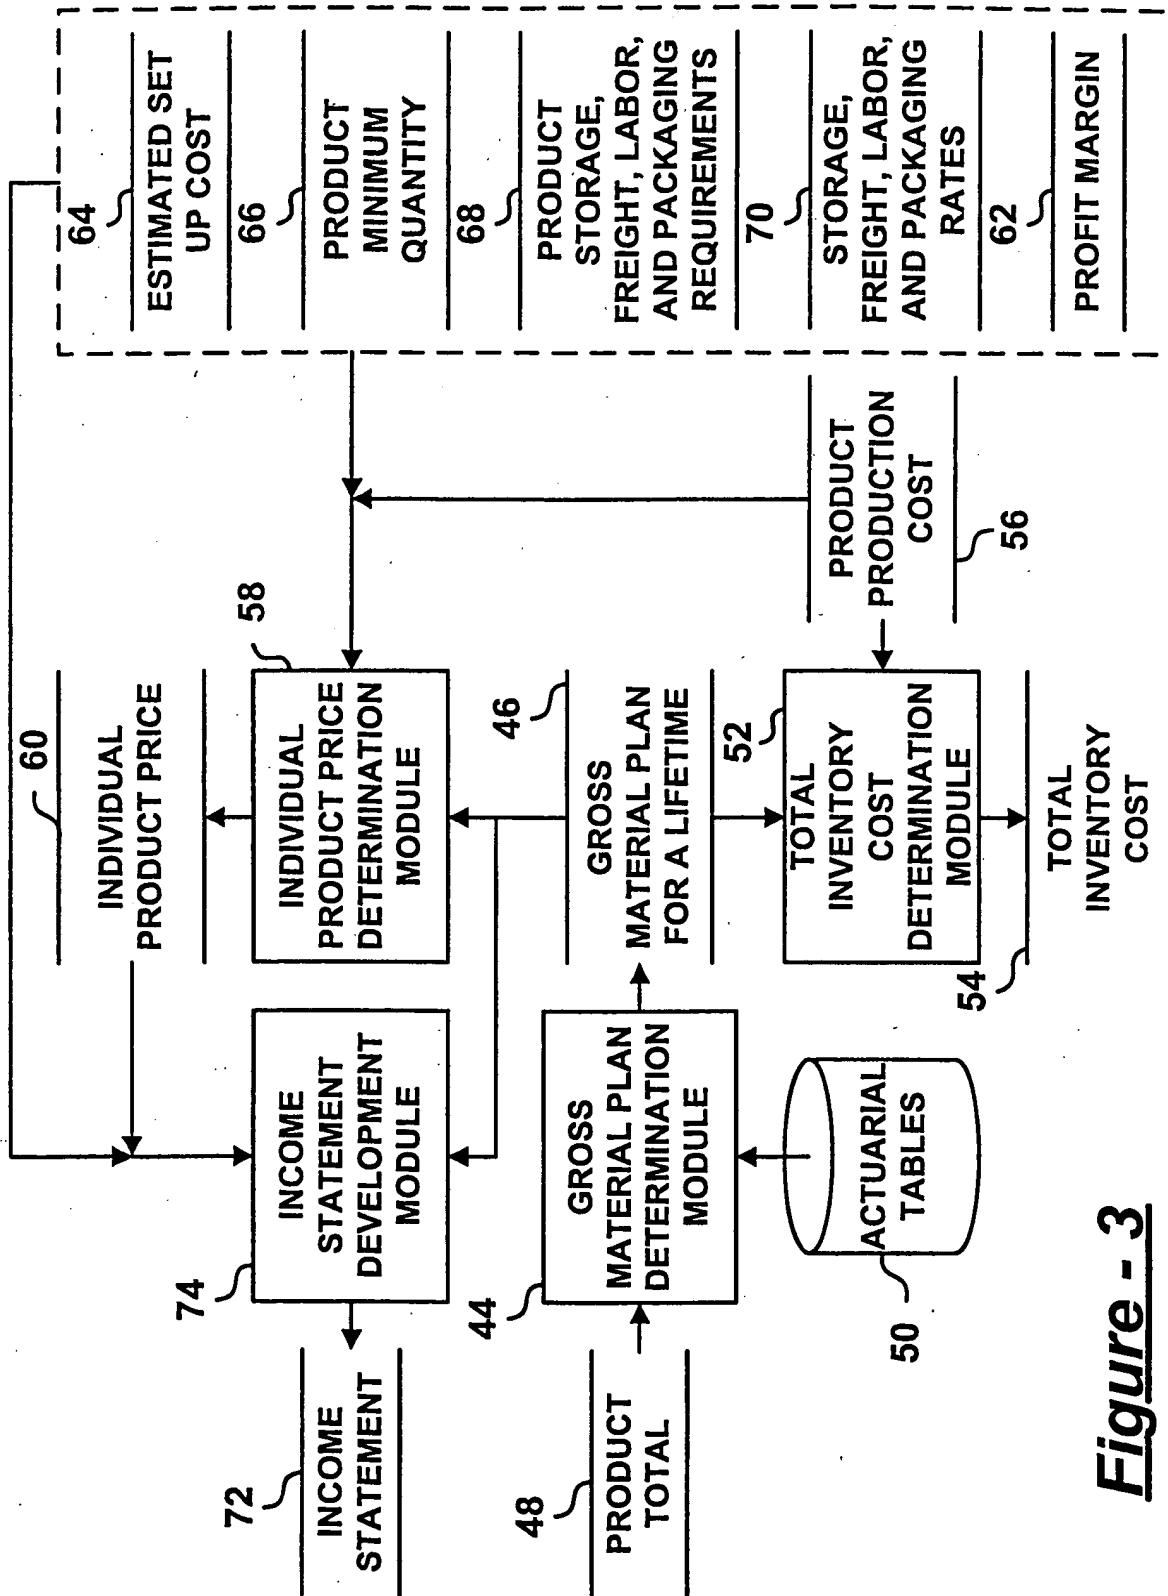 72
INCOME
STATEMENT
74
INCOME
STATEMENT
DEVELOPMENT
MODULE
60
INDIVIDUAL
PRODUCT PRICE
58
INDIVIDUAL
PRODUCT PRICE
DETERMINATION
MODULE
64
ESTIMATED SET
UP COST
66
PRODUCT
MINIMUM
QUANTITY
68
PRODUCT
STORAGE,
FREIGHT, LABOR,
AND PACKAGING
REQUIREMENTS
70
STORAGE,
FREIGHT, LABOR,
AND PACKAGING
RATES
62
PROFIT MARGIN
48
PRODUCT
TOTAL
44
GROSS
MATERIAL PLAN
DETERMINATION
MODULE
46
GROSS
MATERIAL PLAN
FOR A LIFETIME
50
ACTUARIAL
TABLES
52
TOTAL
INVENTORY
COST
DETERMINATION
MODULE
PRODUCT
PRODUCTION
COST
56
54
TOTAL
INVENTORY
COST
Figure - 3